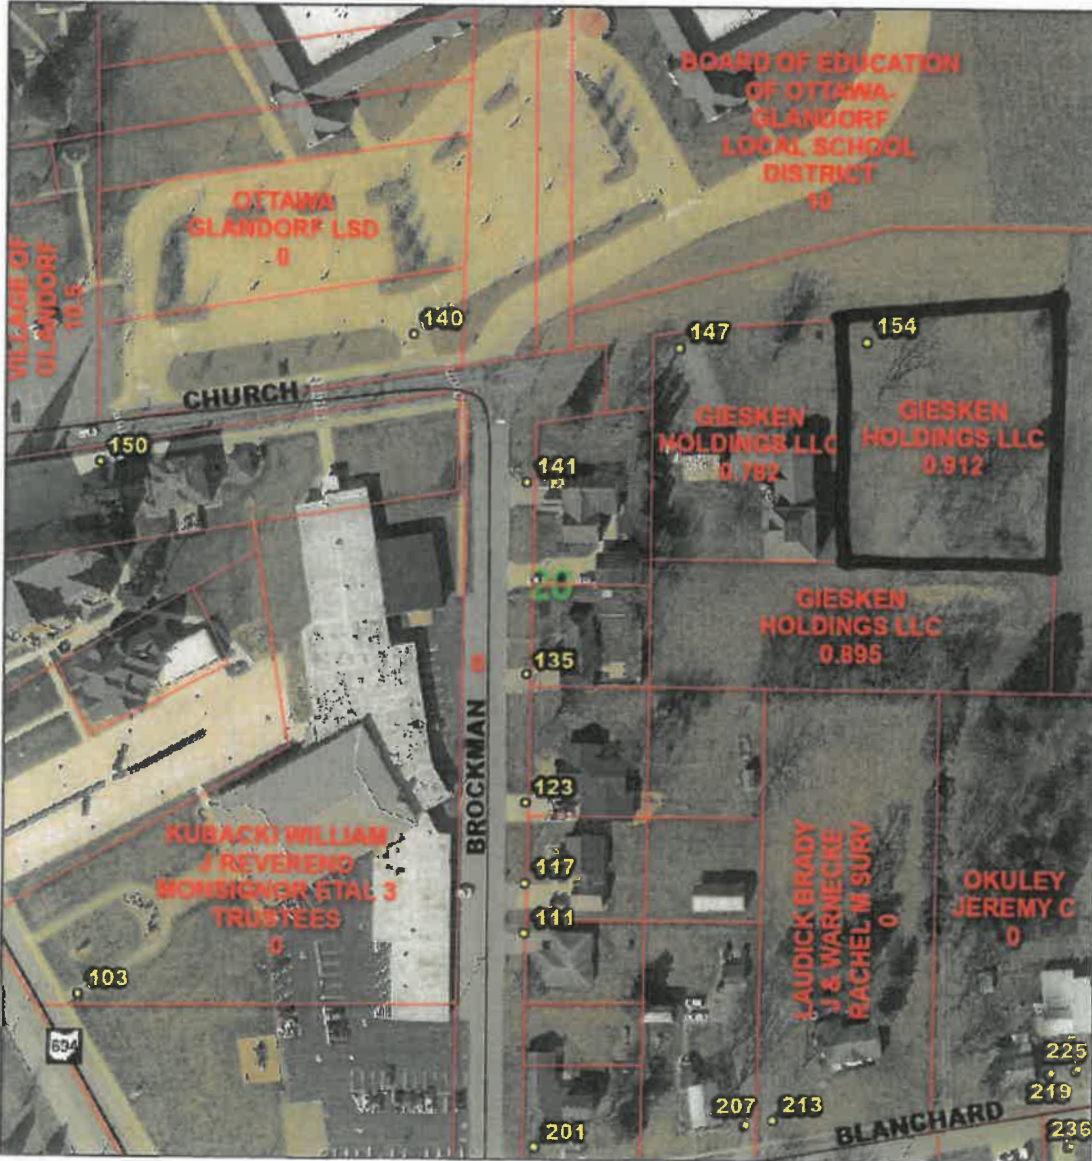 BOARD OF EDUCATION
OF OTTAWA-
GLANDORF
LOCAL SCHOOL
DISTRICT
10
OTTAWA
GLANDORF LSD
0
VILLAGE OF
GLANDORF
10.5
140
147
154
CHURCH
GIESKEN
HOLDINGS LLC
0.792
GIESKEN
HOLDINGS LLC
0.912
150
141
20
GIESKEN
HOLDINGS LLC
0.895
135
BROCKMAN
123
KUBACKI WILLIAM
J REVEREND
MONSIGNOR ETAL 3
TRUSTEES
0
117
111
LAUDICK BRADY
J & WARNECKE
RACHEL M SURV
0
OKULEY
JEREMY C
0
103
694
225
219
207
213
BLANCHARD
201
236